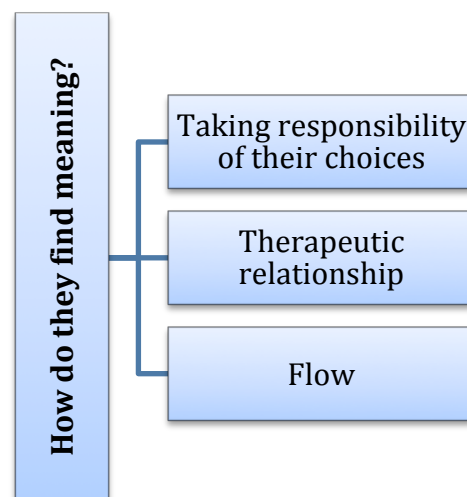 How do they find meaning?
Taking responsibility
of their choices
Therapeutic
relationship
Flow